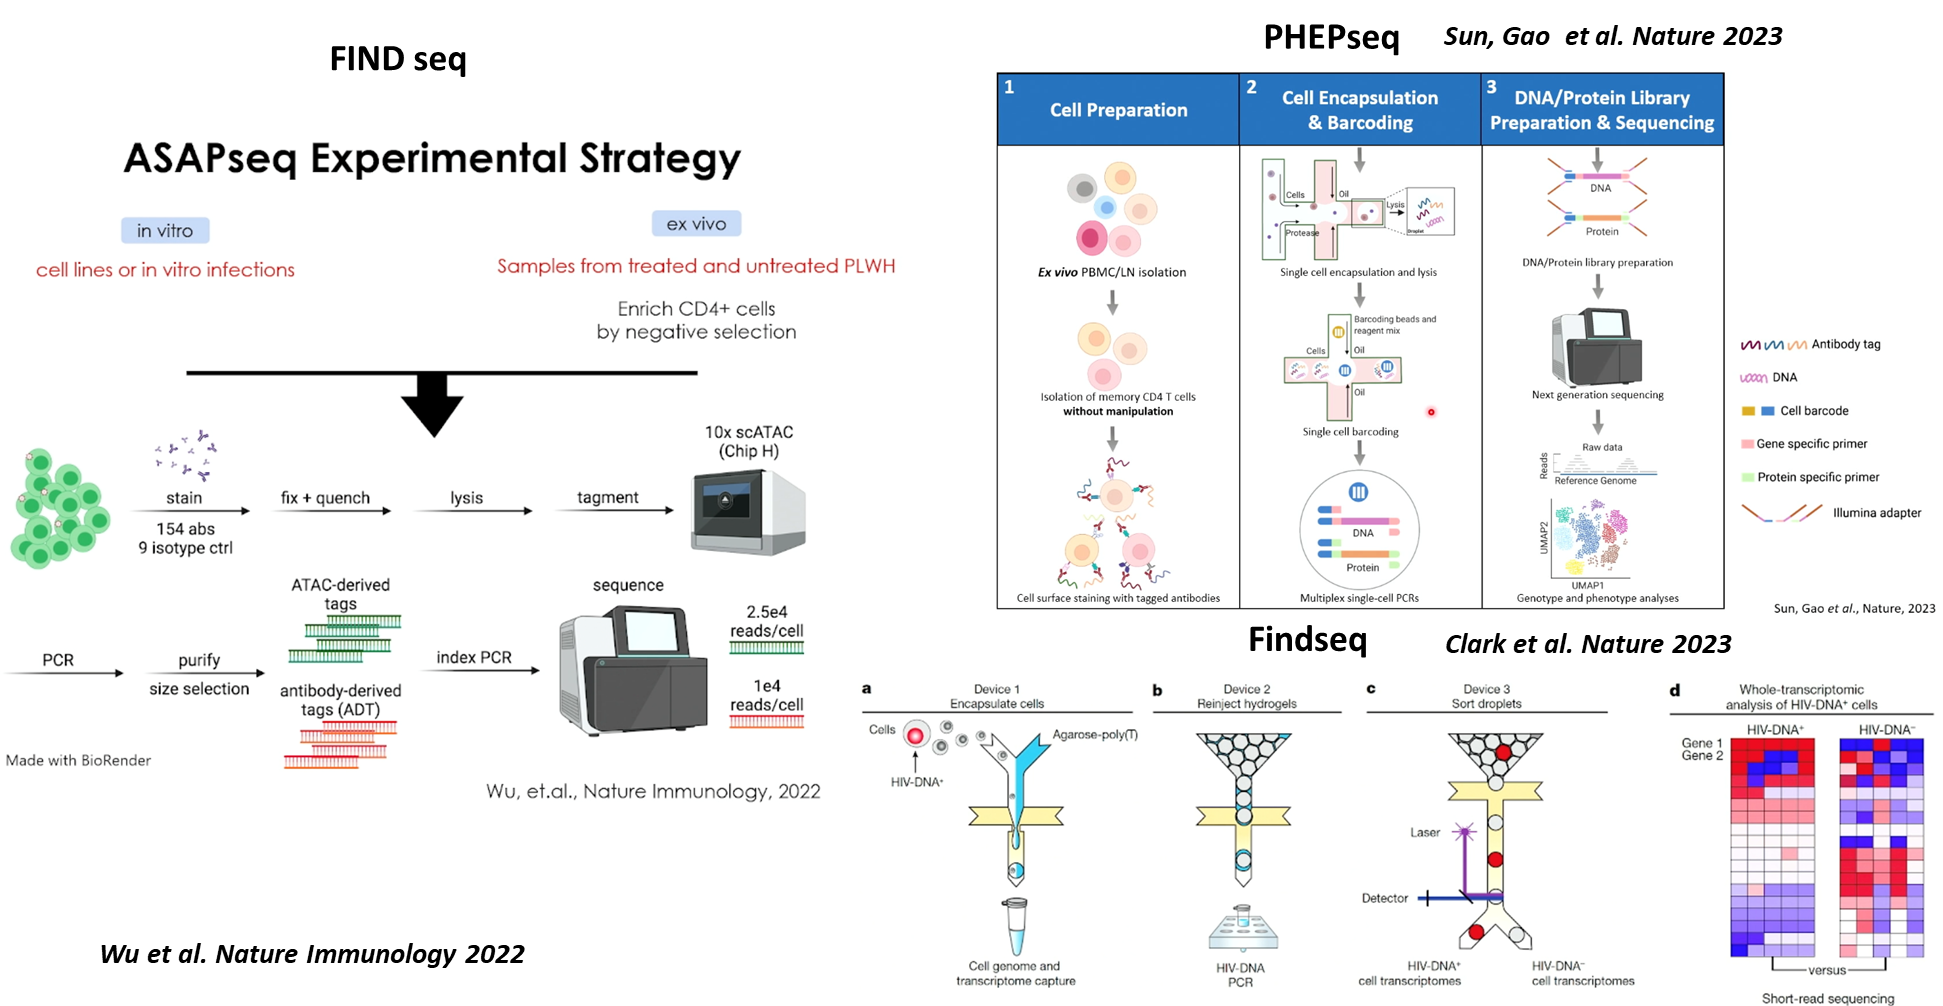 FIND seq
ASAPseq Experimental Strategy
in vitro
cell lines or in vitro infections
ex vivo
Samples from treated and untreated PLWH
Enrich CD4+ cells
by negative selection
stain
154 abs
9 isotype ctrl
fix + quench
lysis
tagment
10x scATAC
(Chip H)
PCR
purify
size selection
ATAC-derived
tags
antibody-derived
tags (ADT)
index PCR
sequence
2.5e4
reads/cell
1e4
reads/cell
Made with BioRender
Wu, et.al., Nature Immunology, 2022
Wu et al. Nature Immunology 2022
PHEPseq
Sun, Gao et al. Nature 2023
1
Cell Preparation
Ex vivo PBMC/LN isolation
Isolation of memory CD4 T cells
without manipulation
Cell surface staining with tagged antibodies
2
Cell Encapsulation
& Barcoding
Cells
Oil
Lysis
Protease
Droplet
Single cell encapsulation and lysis
Barcoding beads and
reagent mix
Cells
Oil
Oil
Single cell barcoding
DNA
Protein
Multiplex single-cell PCRs
3
DNA/Protein Library
Preparation & Sequencing
DNA
Protein
DNA/Protein library preparation
Next generation sequencing
Raw data
Reads
Reference Genome
UMAP2
UMAP1
Genotype and phenotype analyses
Antibody tag
DNA
Cell barcode
Gene specific primer
Protein specific primer
Illumina adapter
Sun, Gao et al., Nature, 2023
Findseq
Clark et al. Nature 2023
a
Device 1
Encapsulate cells
Cells
Agarose-poly(T)
HIV-DNA⁺
Cell genome and
transcriptome capture
b
Device 2
Reinject hydrogels
HIV-DNA
PCR
c
Device 3
Sort droplets
Laser
Detector
HIV-DNA⁺
cell transcriptomes
HIV-DNA⁻
cell transcriptomes
d
Whole-transcriptomic
analysis of HIV-DNA⁺ cells
HIV-DNA⁺
HIV-DNA⁻
Gene 1
Gene 2
versus
Short-read sequencing